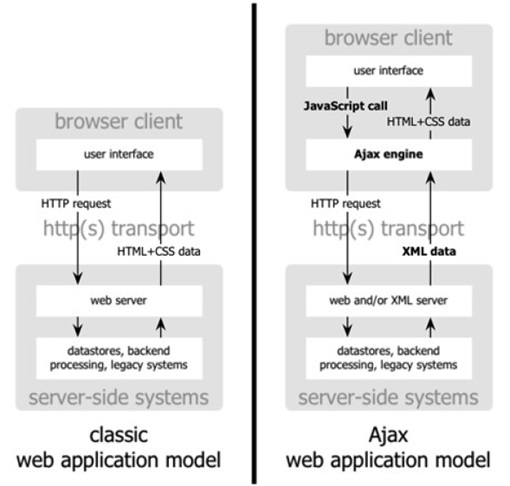 browser client
user interface
HTTP request
http(s) transport
HTML+CSS data
web server
datastores, backend
processing, legacy systems
server-side systems
classic
web application model
browser client
user interface
JavaScript call
HTML+CSS data
Ajax engine
HTTP request
http(s) transport
XML data
web and/or XML server
datastores, backend
processing, legacy systems
server-side systems
Ajax
web application model